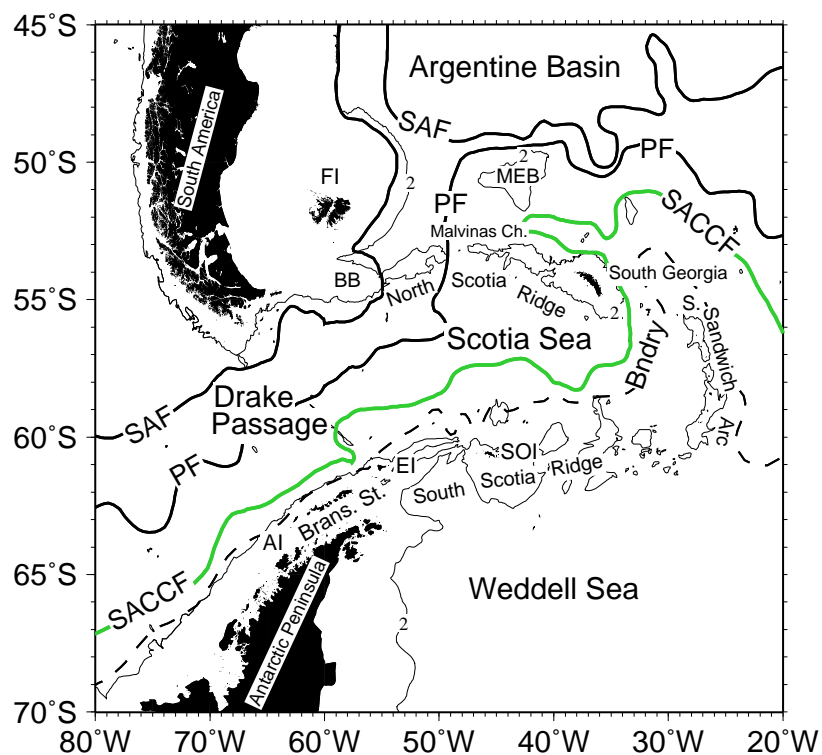 45°S
Argentine Basin
SAF
South America
50°S
PF
2
MEB
FI
2
PF
SACCF
Malvinas Ch.
BB
North
Scotia
Ridge
South Georgia
55°S
2
S. Sandwich
Arc
Scotia Sea
Bndry
Drake
Passage
SAF
60°S
PF
EI
SOI
South
Scotia
Ridge
Brans. St.
AI
65°S
SACCF
Weddell Sea
Antarctic Peninsula
2
70°S
80°W
70°W
60°W
50°W
40°W
30°W
20°W